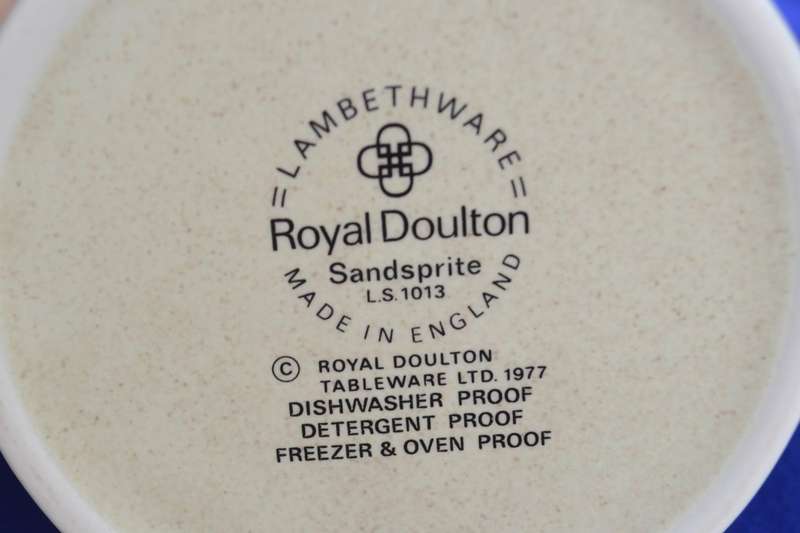 =LAMBETHWARE=
Royal Doulton
Sandsprite
L.S.1013
MADE IN ENGLAND
© ROYAL DOULTON
TABLEWARE LTD. 1977
DISHWASHER PROOF
DETERGENT PROOF
FREEZER & OVEN PROOF